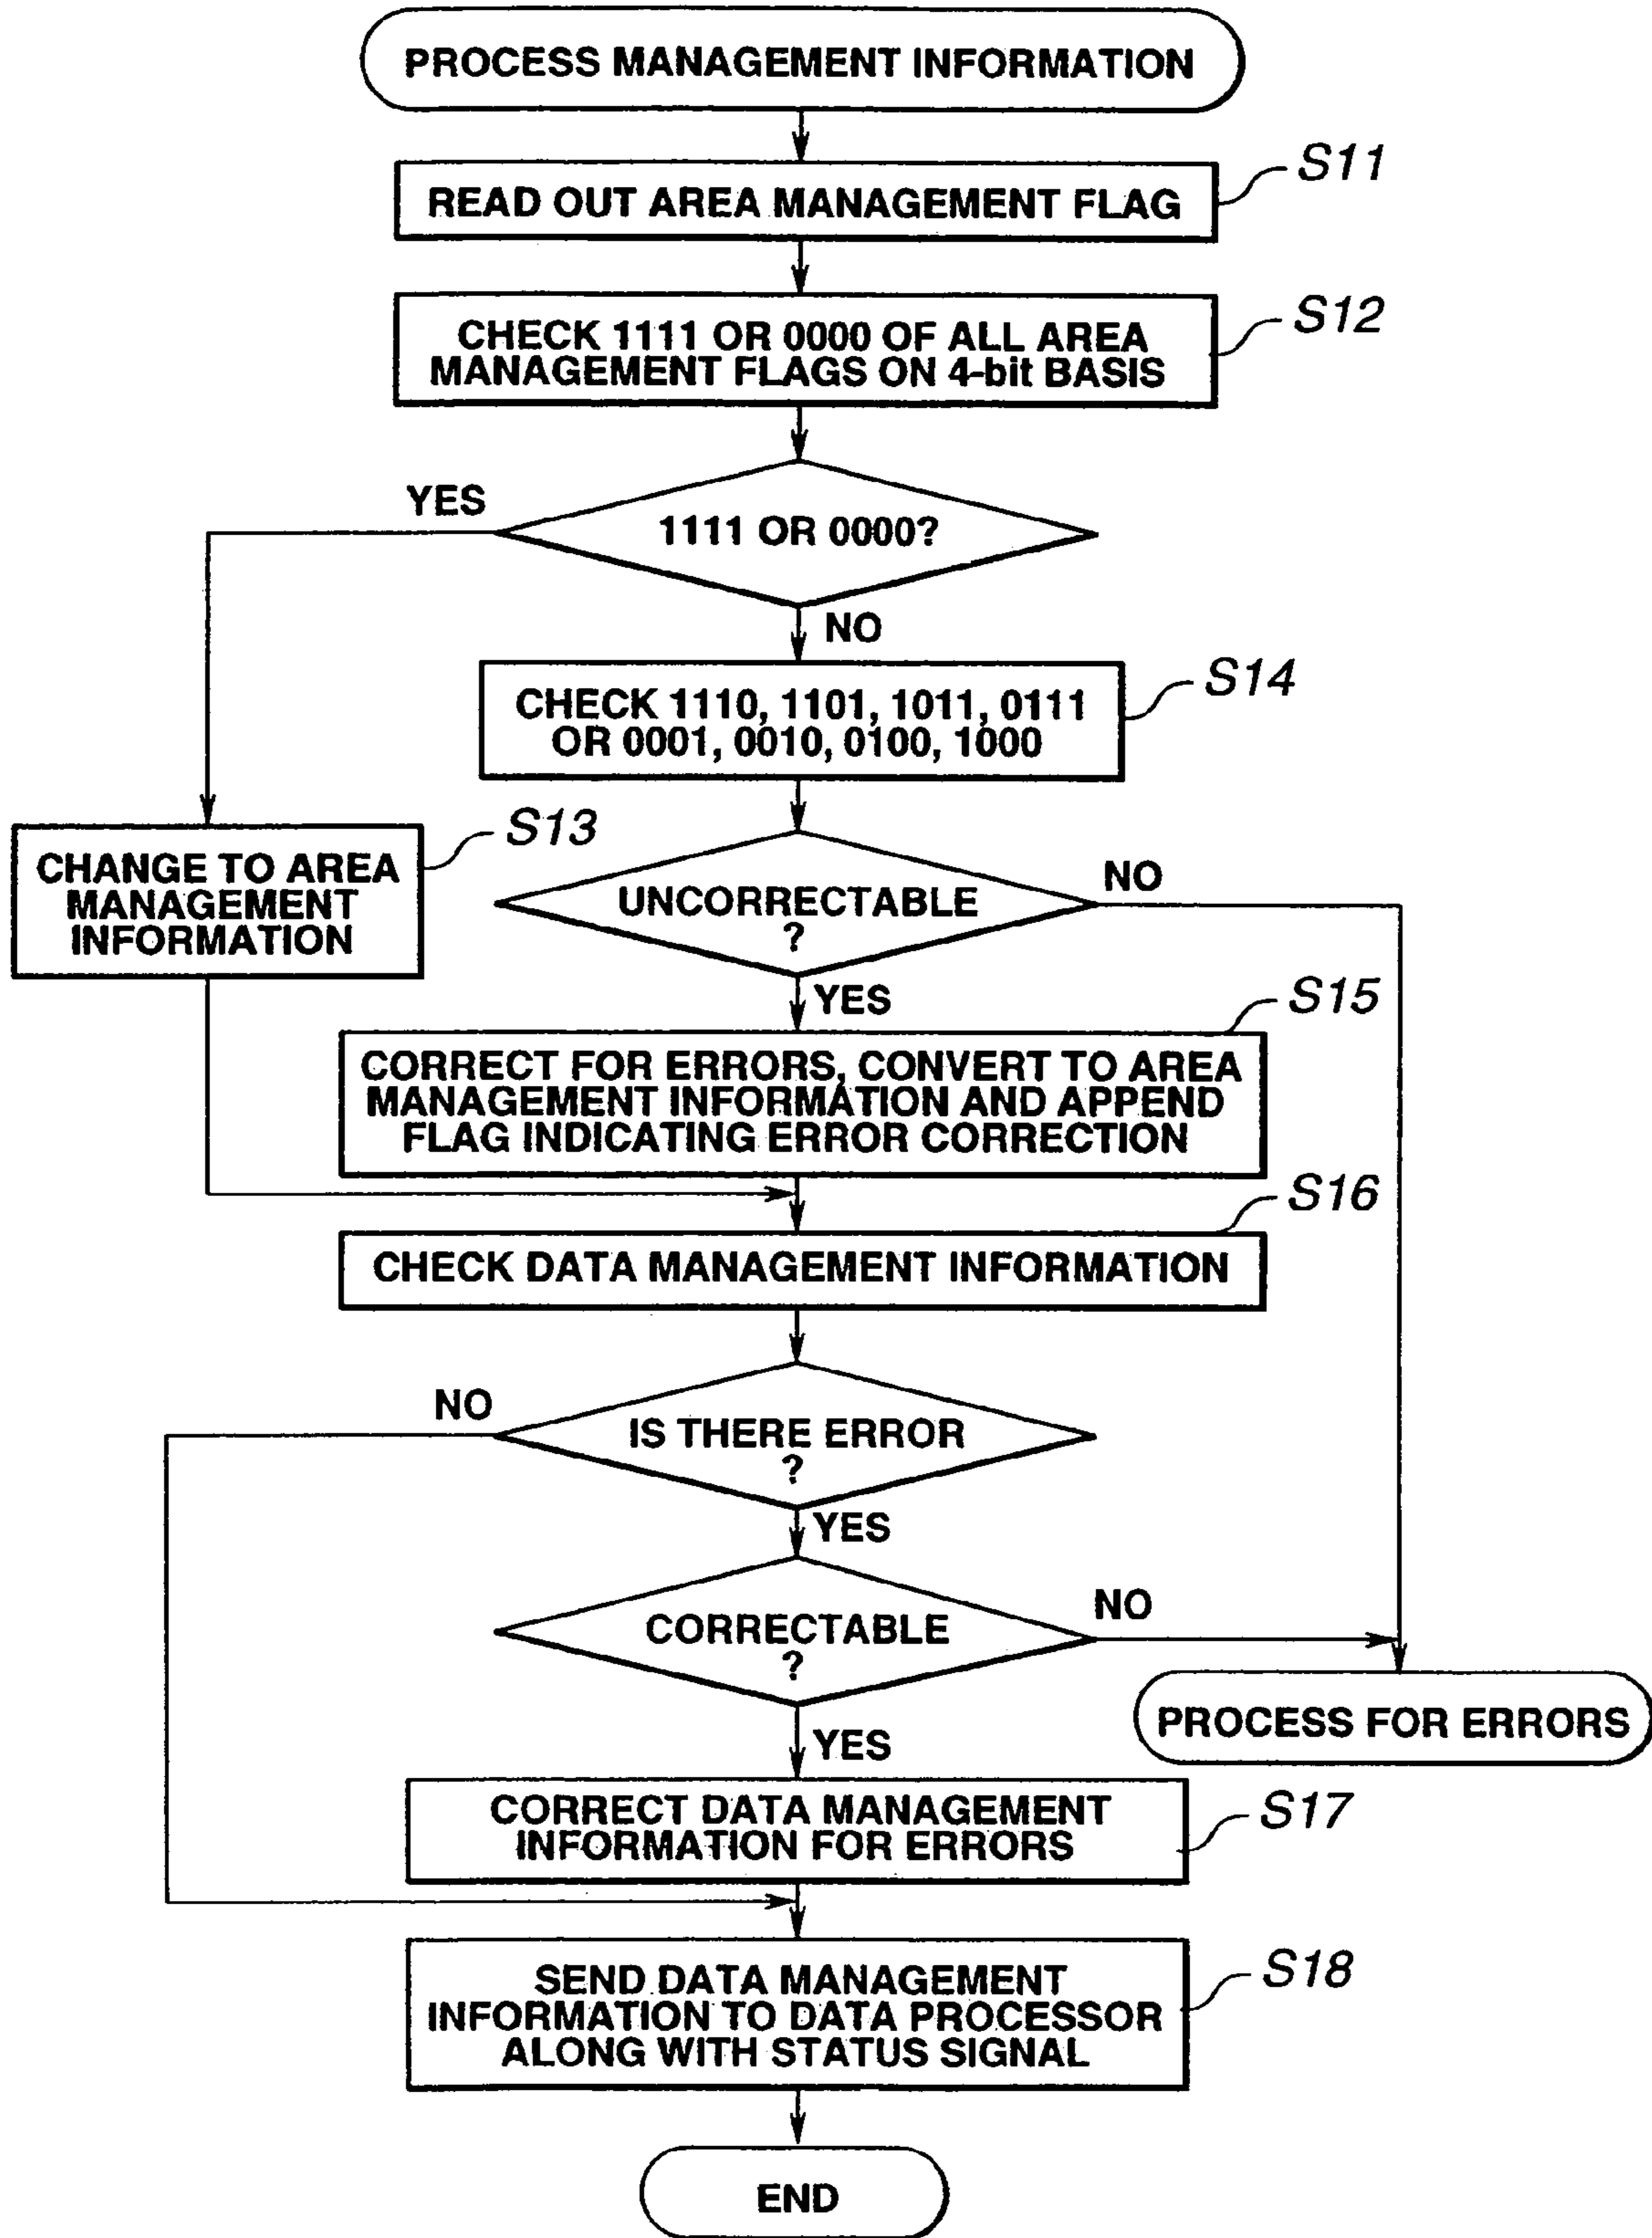 PROCESS MANAGEMENT INFORMATION
S11
READ OUT AREA MANAGEMENT FLAG
S12
CHECK 1111 OR 0000 OF ALL AREA
MANAGEMENT FLAGS ON 4-bit BASIS
YES
1111 OR 0000?
NO
S14
CHECK 1110, 1101, 1011, 0111
OR 0001, 0010, 0100, 1000
S13
CHANGE TO AREA
MANAGEMENT
INFORMATION
NO
UNCORRECTABLE
?
YES
S15
CORRECT FOR ERRORS, CONVERT TO AREA
MANAGEMENT INFORMATION AND APPEND
FLAG INDICATING ERROR CORRECTION
S16
CHECK DATA MANAGEMENT INFORMATION
NO
IS THERE ERROR
?
YES
NO
CORRECTABLE
?
PROCESS FOR ERRORS
YES
S17
CORRECT DATA MANAGEMENT
INFORMATION FOR ERRORS
S18
SEND DATA MANAGEMENT
INFORMATION TO DATA PROCESSOR
ALONG WITH STATUS SIGNAL
END